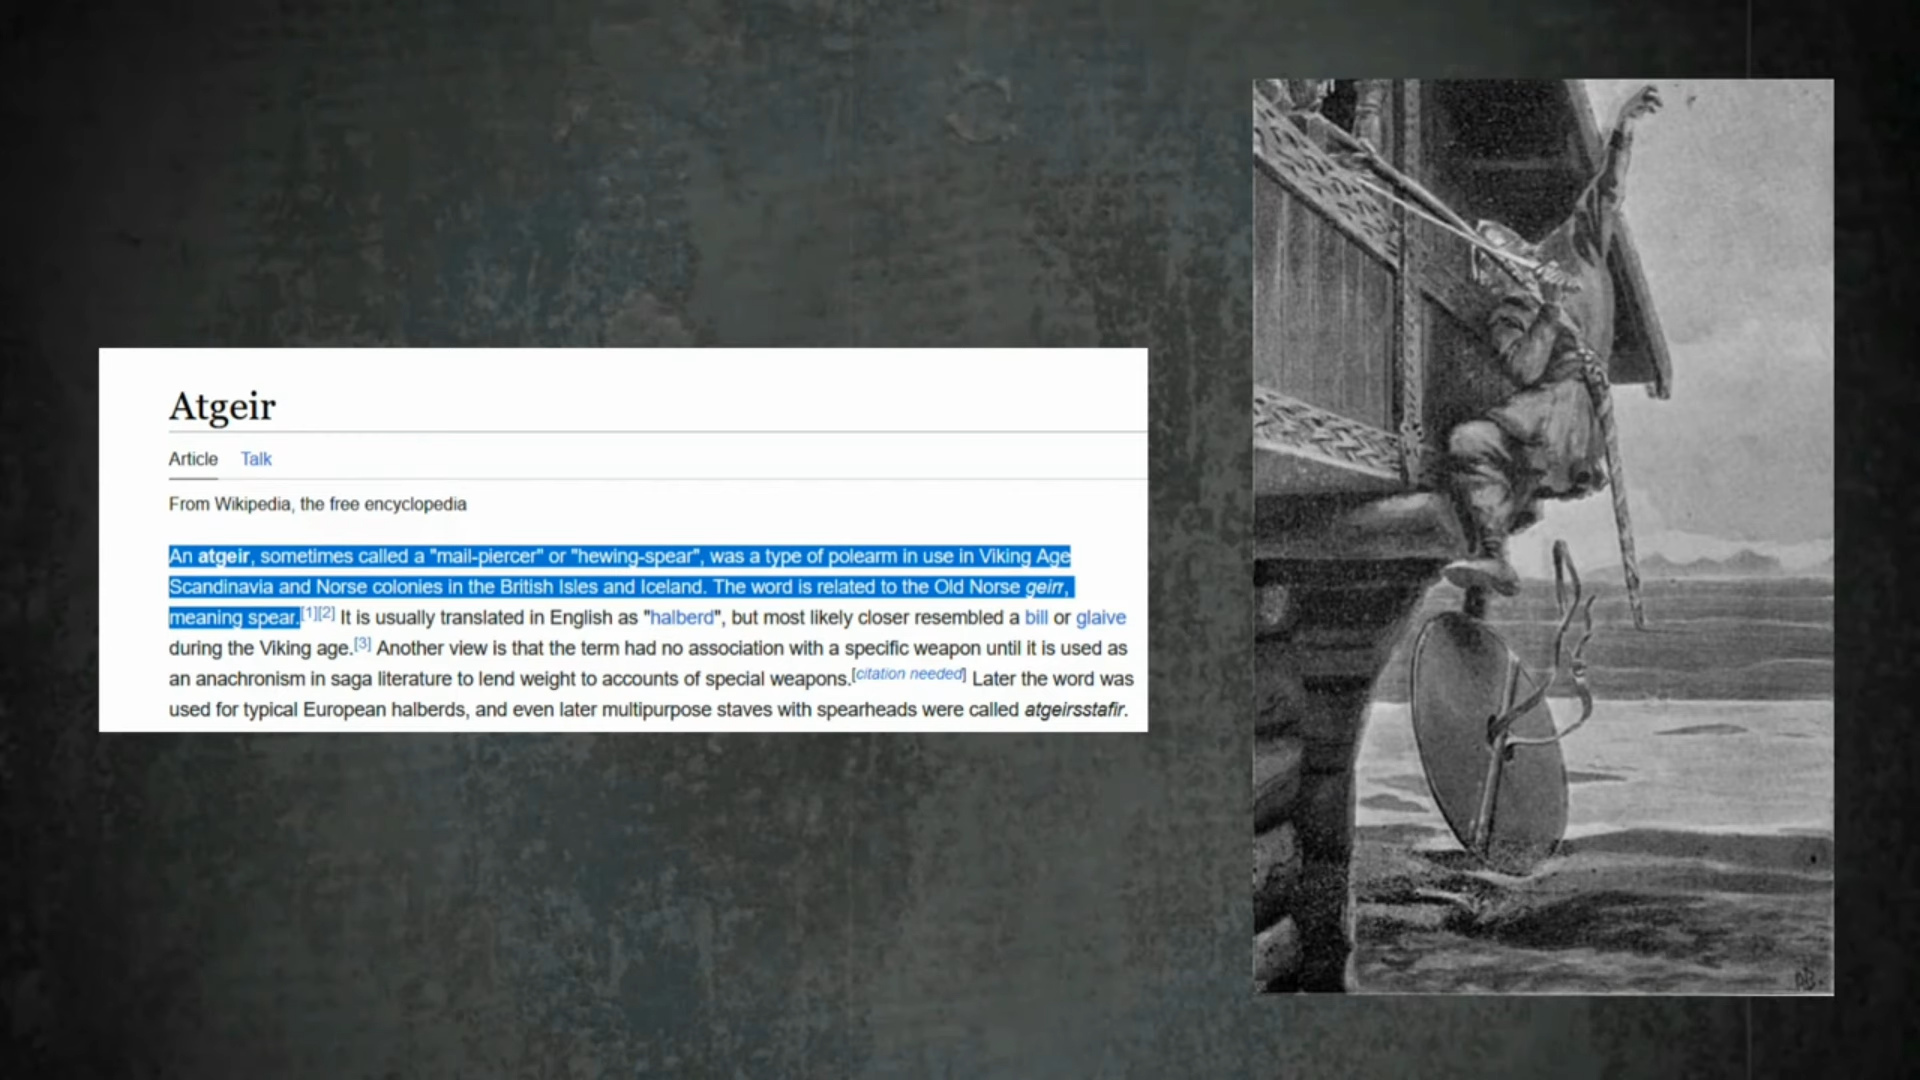 Atgeir
Article Talk
From Wikipedia, the free encyclopedia
An atgeir, sometimes called a "mail-piercer" or "hewing-spear", was a type of polearm in use in Viking Age
Scandinavia and Norse colonies in the British Isles and Iceland. The word is related to the Old Norse geirr,
meaning spear.[1][2] It is usually translated in English as "halberd", but most likely closer resembled a bill or glaive
during the Viking age.[3] Another view is that the term had no association with a specific weapon until it is used as
an anachronism in saga literature to lend weight to accounts of special weapons.[citation needed] Later the word was
used for typical European halberds, and even later multipurpose staves with spearheads were called atgeirsstafir.